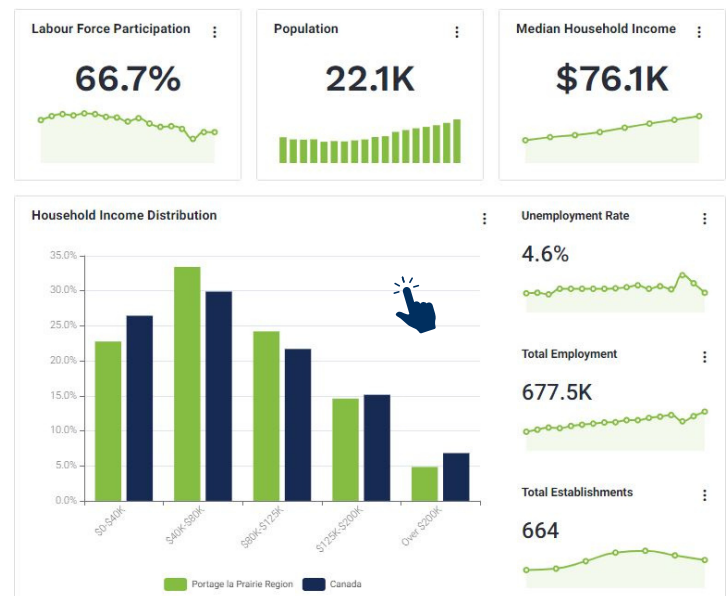 Labour Force Participation
66.7%
Population
22.1K
Median Household Income
$76.1K
Household Income Distribution
35.0%
30.0%
25.0%
20.0%
15.0%
10.0%
5.0%
0.0%
$0-$40K
$40K-$80K
$80K-$125K
$125K-$200K
Over $200K
Portage la Prairie Region
Canada
Unemployment Rate
4.6%
Total Employment
677.5K
Total Establishments
664